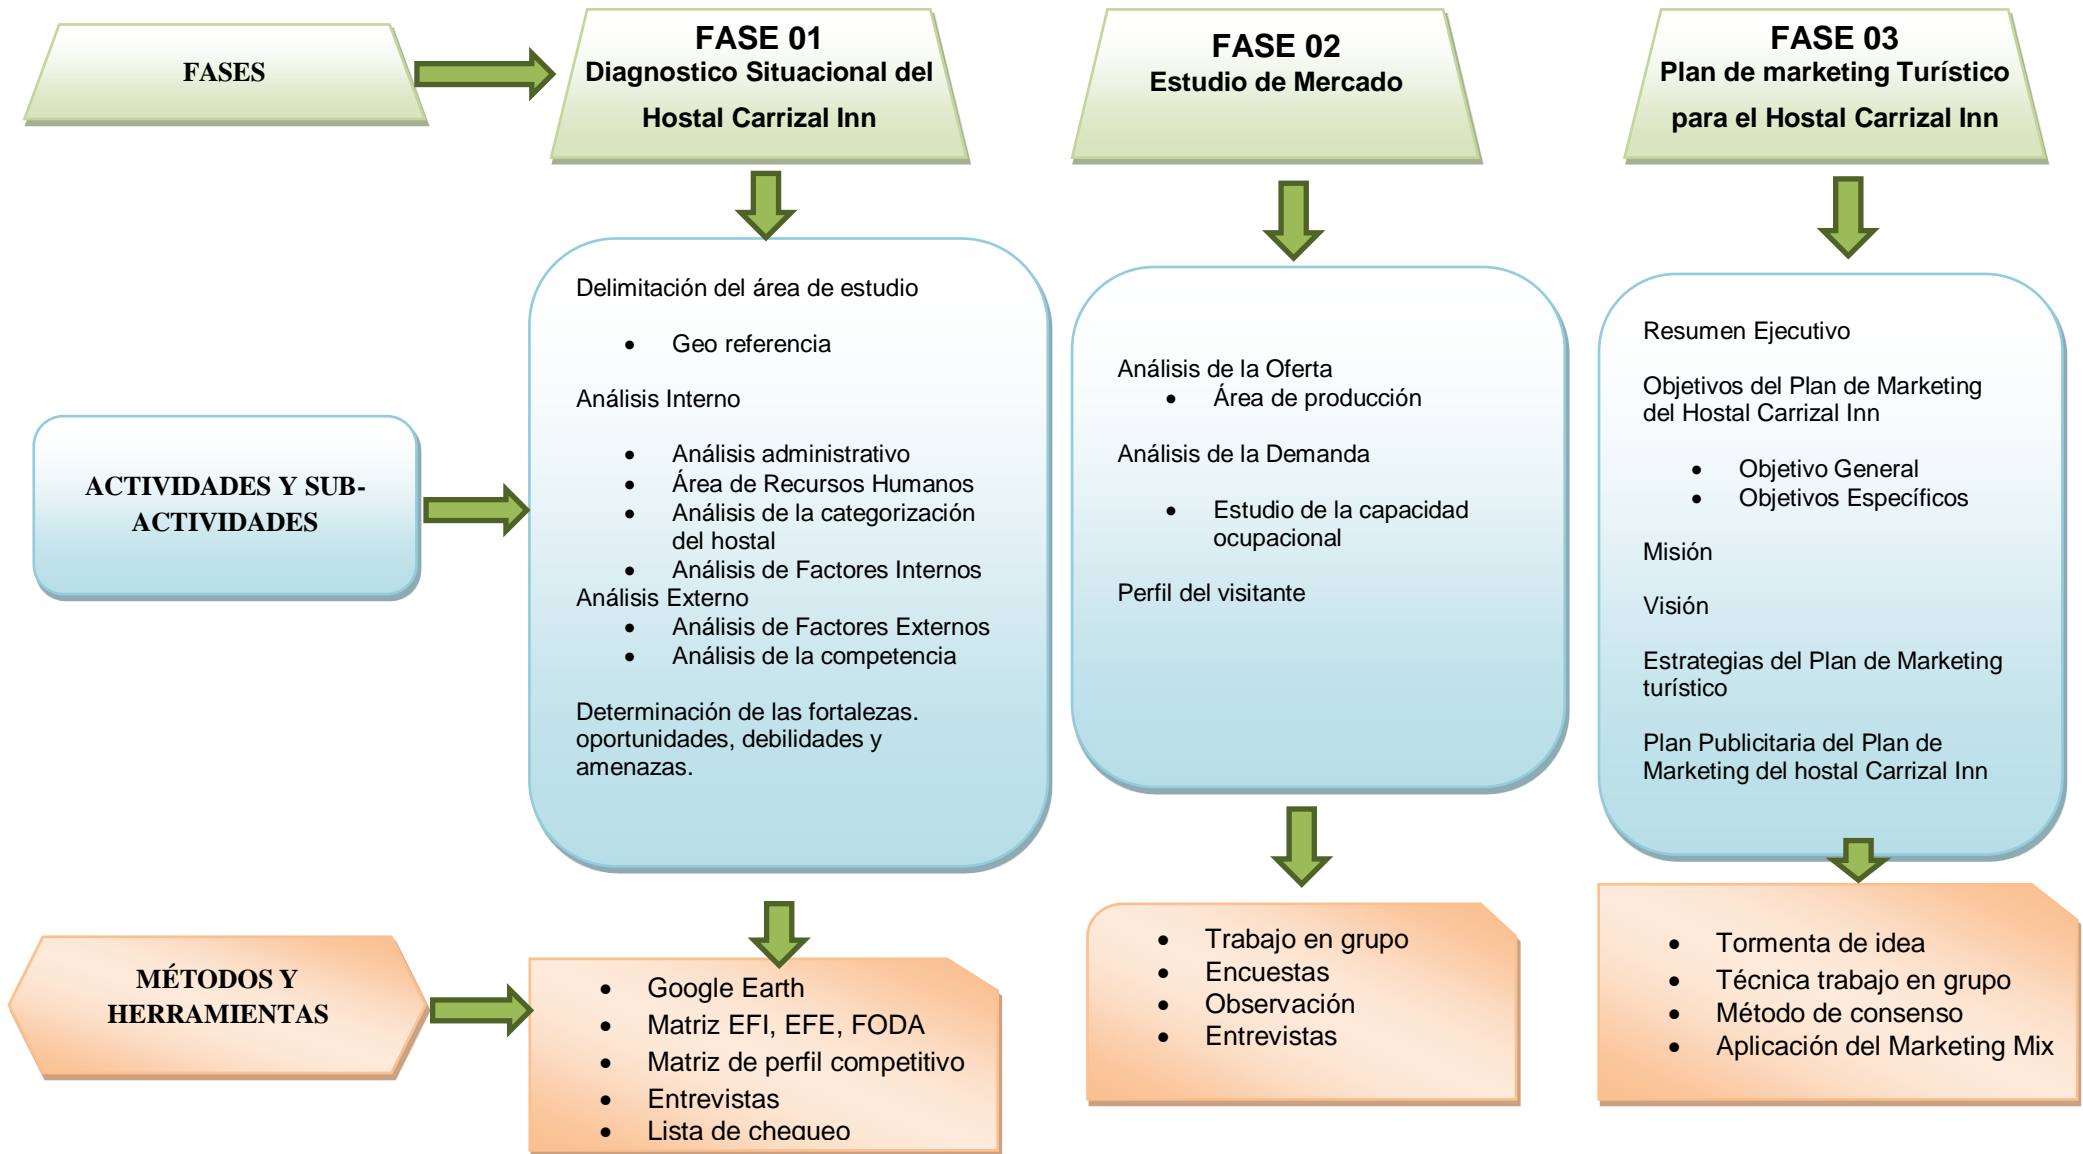 FASES
FASE 01
Diagnostico Situacional del
Hostal Carrizal Inn
FASE 02
Estudio de Mercado
FASE 03
Plan de marketing Turístico
para el Hostal Carrizal Inn
ACTIVIDADES Y SUB-
ACTIVIDADES
Delimitación del área de estudio
• Geo referencia
Análisis Interno
• Análisis administrativo
• Área de Recursos Humanos
• Análisis de la categorización
del hostal
• Análisis de Factores Internos
Análisis Externo
• Análisis de Factores Externos
• Análisis de la competencia
Determinación de las fortalezas.
oportunidades, debilidades y
amenazas.
Análisis de la Oferta
• Área de producción
Análisis de la Demanda
• Estudio de la capacidad
ocupacional
Perfil del visitante
Resumen Ejecutivo
Objetivos del Plan de Marketing
del Hostal Carrizal Inn
• Objetivo General
• Objetivos Específicos
Misión
Visión
Estrategias del Plan de Marketing
turístico
Plan Publicitaria del Plan de
Marketing del hostal Carrizal Inn
MÉTODOS Y
HERRAMIENTAS
• Google Earth
• Matriz EFI, EFE, FODA
• Matriz de perfil competitivo
• Entrevistas
• Lista de chequeo
• Trabajo en grupo
• Encuestas
• Observación
• Entrevistas
• Tormenta de idea
• Técnica trabajo en grupo
• Método de consenso
• Aplicación del Marketing Mix